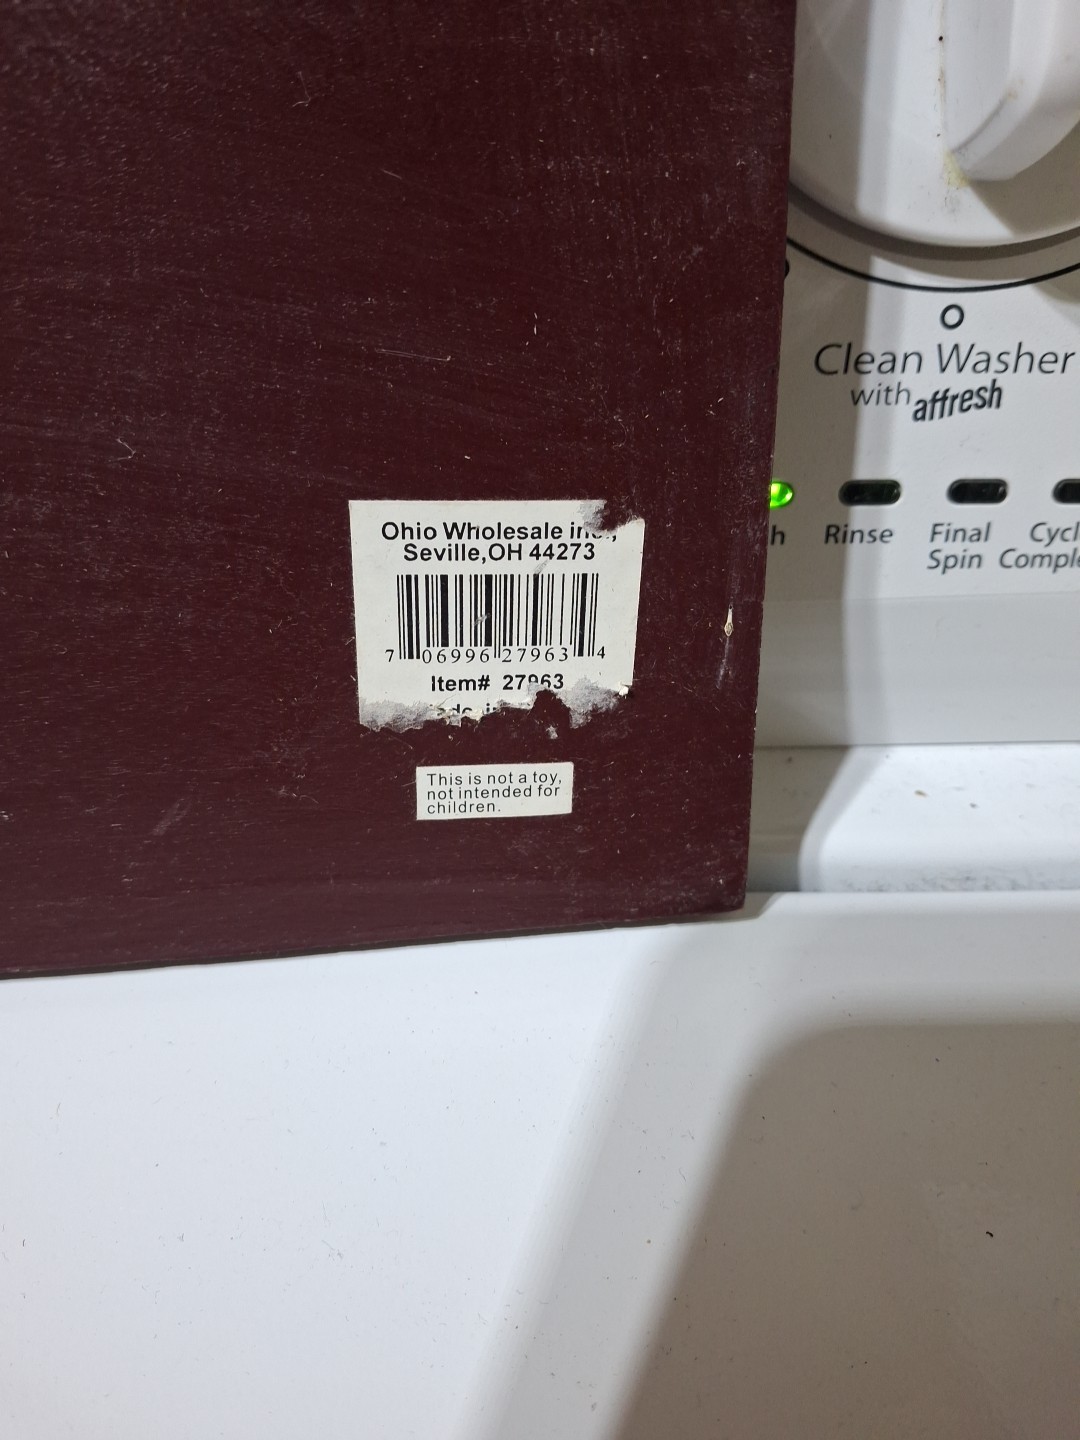 Ohio Wholesale
Seville,OH 44273
7 06996 27963 4
Item# 27963
This is not a toy,
not intended for
children.
Clean Washer
with affresh
Rinse
Final
Spin